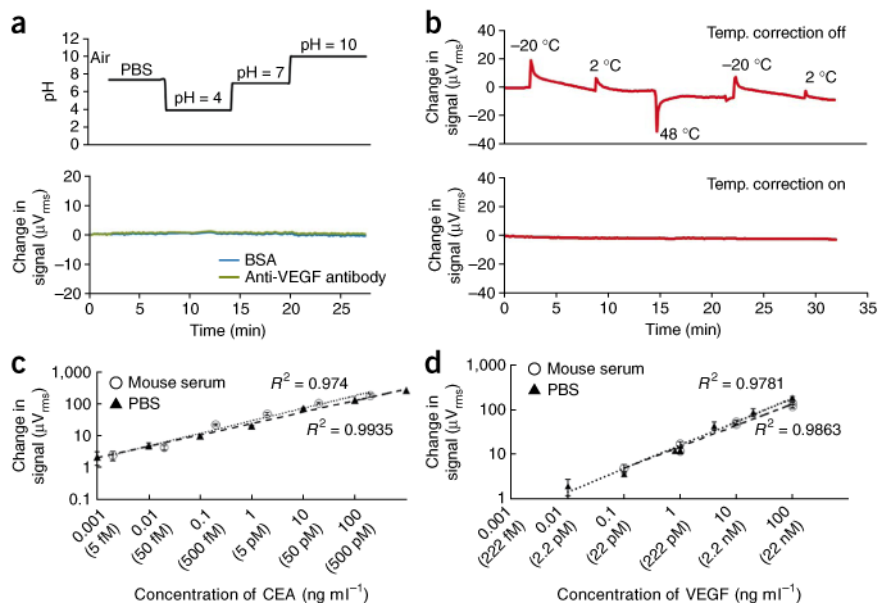 a
pH
12
10
8
6
4
2
0
Air
PBS
pH = 4
pH = 7
pH = 10
Change in
signal (μVrms)
20
10
0
–10
–20
BSA
Anti-VEGF antibody
0 5 10 15 20 25
Time (min)
b
Temp. correction off
Change in
signal (μVrms)
40
20
0
–20
–40
–20 °C
2 °C
48 °C
–20 °C
2 °C
Temp. correction on
Change in
signal (μVrms)
40
20
0
–20
–40
0 5 10 15 20 25 30 35
Time (min)
c
Change in
signal (μVrms)
1,000
100
10
1
0.1
Mouse serum
PBS
R² = 0.974
R² = 0.9935
0.001
(5 fM)
0.01
(50 fM)
0.1
(500 fM)
1
(5 pM)
10
(50 pM)
100
(500 pM)
Concentration of CEA (ng ml⁻¹)
d
Change in
signal (μVrms)
1,000
100
10
1
Mouse serum
PBS
R² = 0.9781
R² = 0.9863
0.001
(222 fM)
0.01
(2.2 pM)
0.1
(22 pM)
1
(222 pM)
10
(2.2 nM)
100
(22 nM)
Concentration of VEGF (ng ml⁻¹)